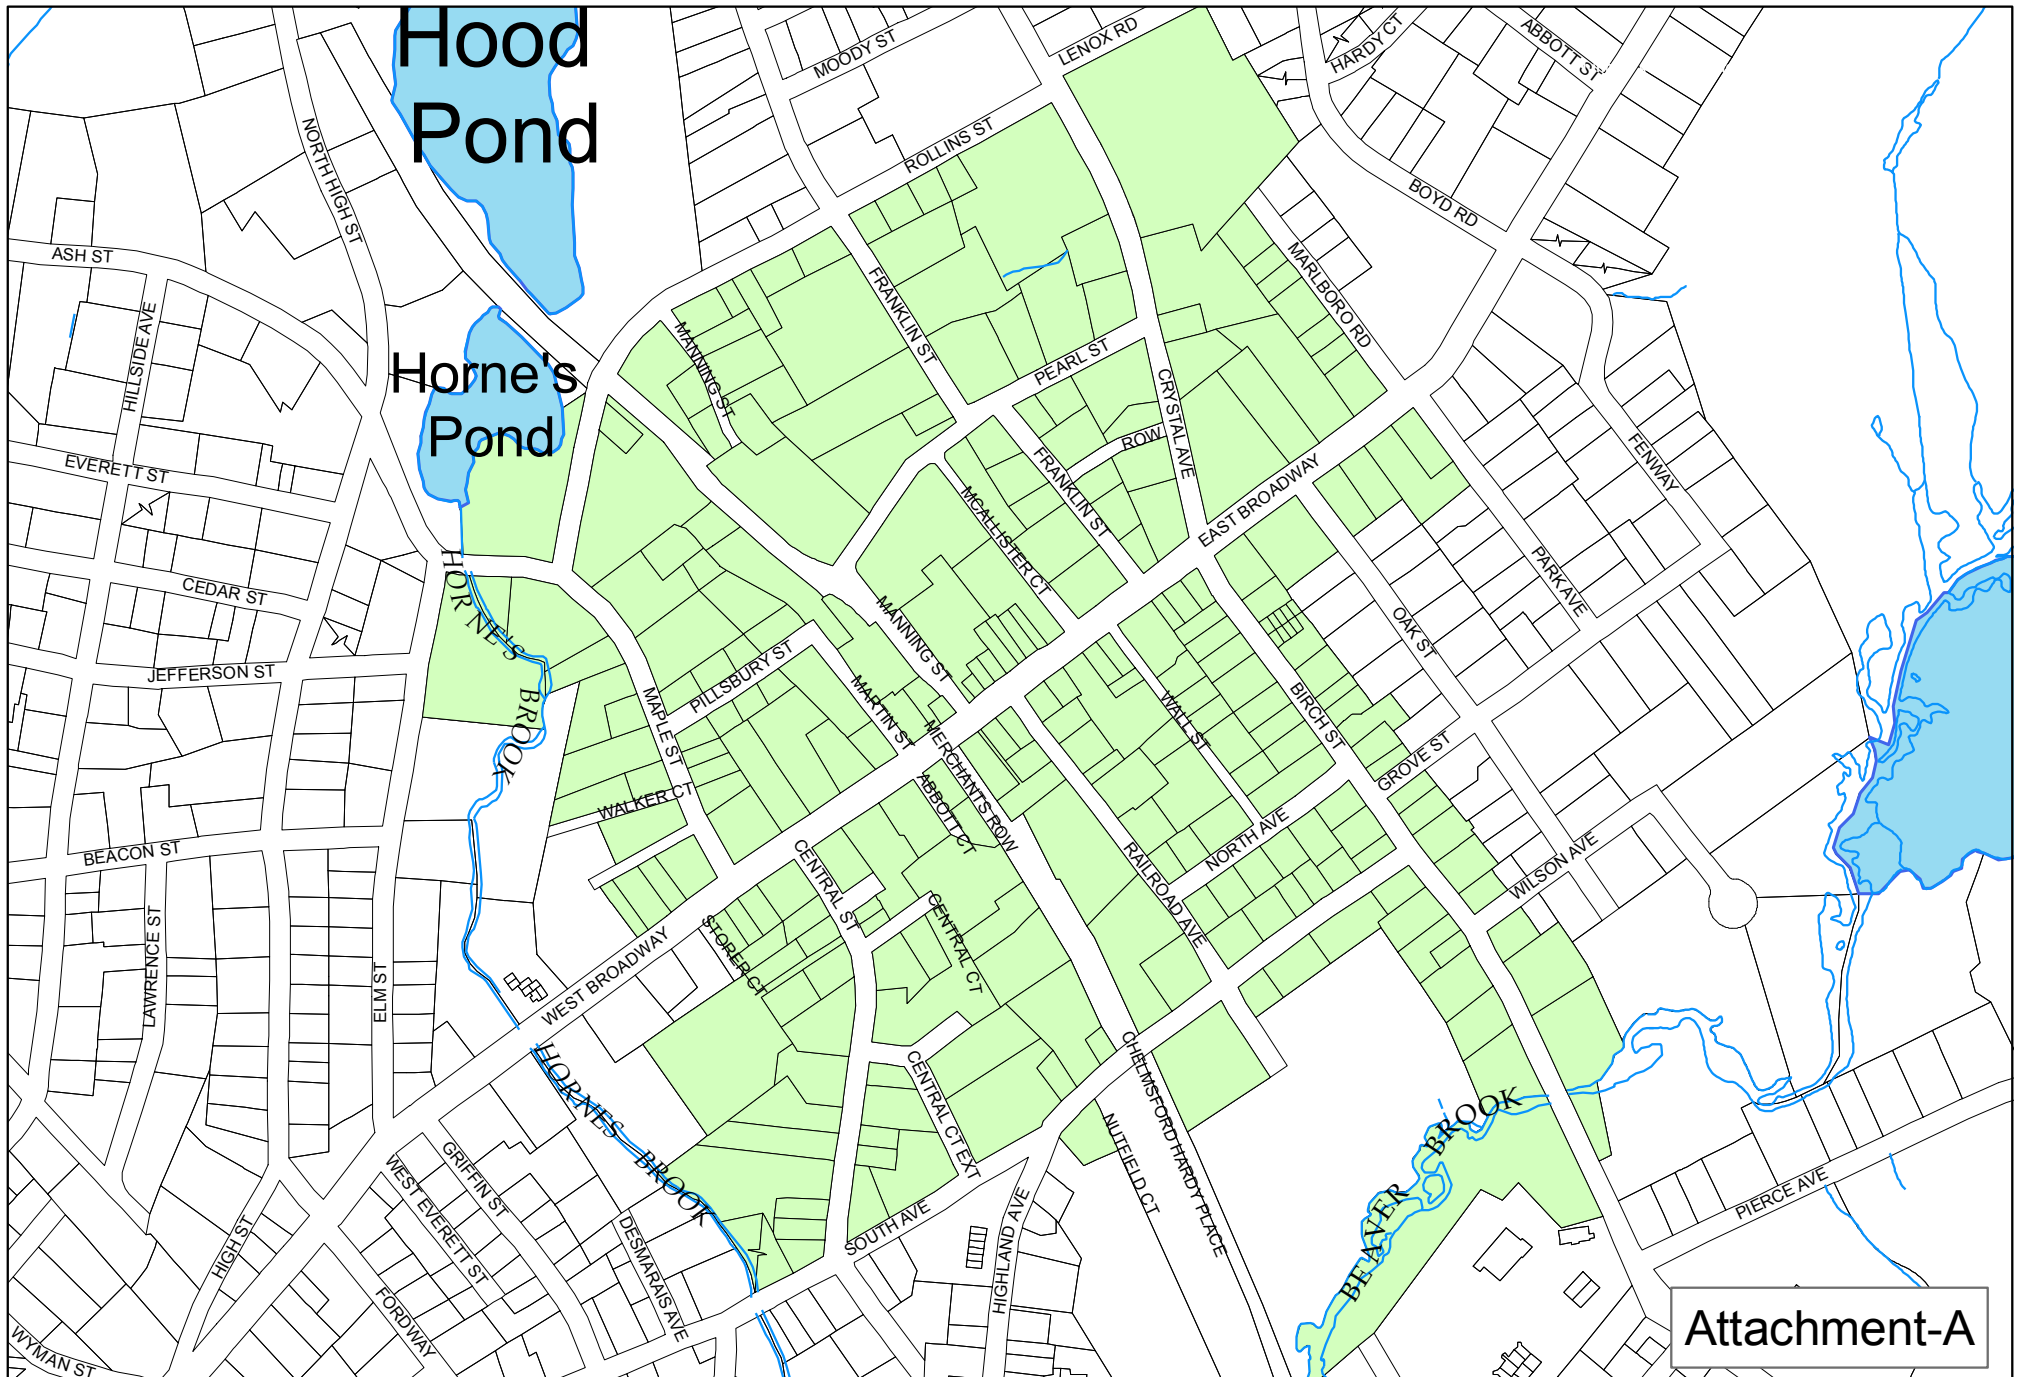 Hood
Pond
MOODY ST
LENOX RD
HARDY CT
ABBOTT ST
NORTH HIGH ST
ROLLINS ST
BOYD RD
ASH ST
MARLBORO RD
HILLSIDE AVE
FRANKLIN ST
MANNING ST
Horne's
Pond
PEARL ST
CRYSTAL AVE
ROW
EVERETT ST
FRANKLIN ST
EAST BROADWAY
FENWAY
MCALLISTER CT
CEDAR ST
HORNE'S
BROOK
PARK AVE
OAK ST
MANNING ST
JEFFERSON ST
PILLSBURY ST
MAPLE ST
MARTIN ST
WALL ST
BIRCH ST
MERCHANTS ROW
GROVE ST
ABBOTT CT
WALKER CT
NORTH AVE
BEACON ST
CENTRAL ST
RAILROAD AVE
WILSON AVE
LAWRENCE ST
ELM ST
WEST BROADWAY
STORER CT
CENTRAL CT
HORNES
BROOK
CENTRAL CT EXT
CHELMSFORD HARDY PLACE
NUTFIELD CT
BEAVER
BROOK
GRIFFIN ST
WEST EVERETT ST
HIGH ST
DESMARAIS AVE
SOUTH AVE
HIGHLAND AVE
PIERCE AVE
FORDWAY
WYMAN ST
Attachment-A